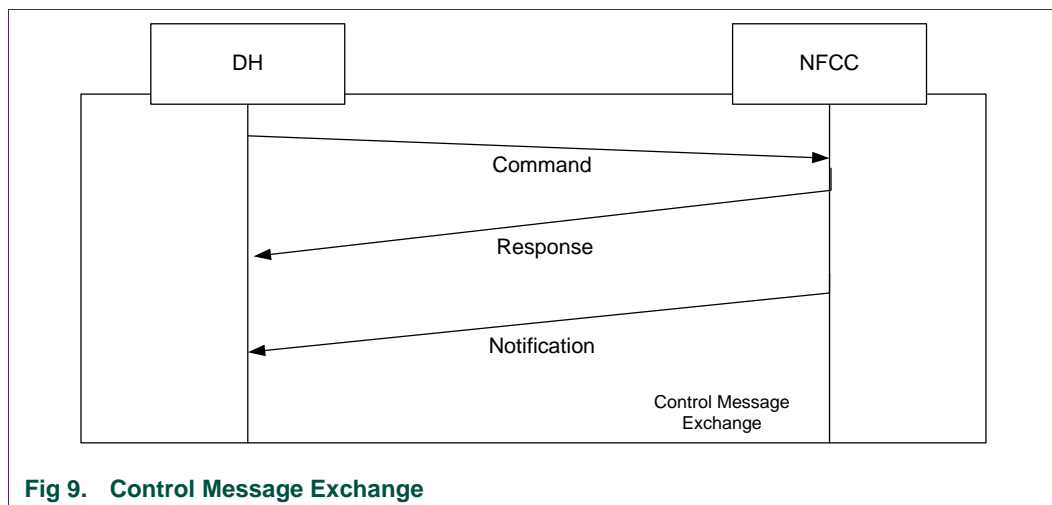 DH
NFCC
Command
Response
Notification
Control Message
Exchange
Fig 9. Control Message Exchange